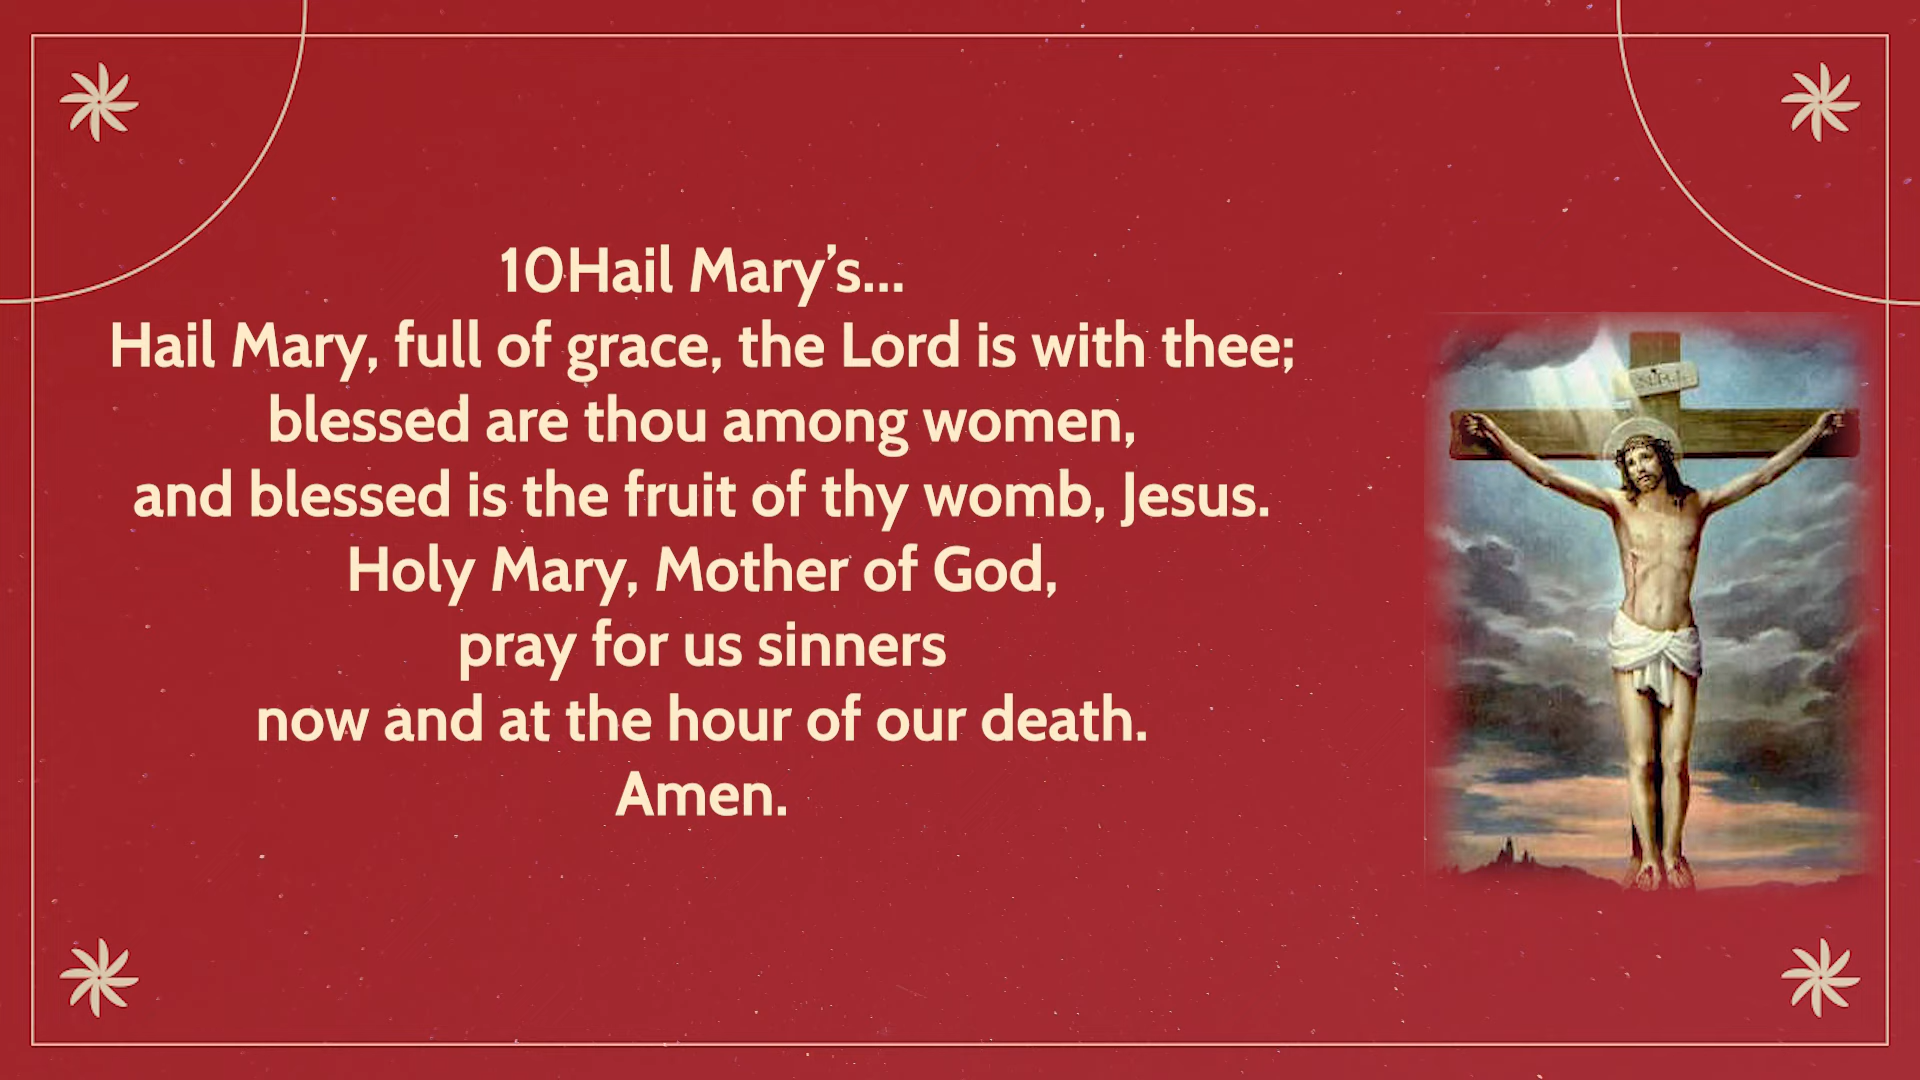 10Hail Mary’s...
Hail Mary, full of grace, the Lord is with thee;
blessed are thou among women,
and blessed is the fruit of thy womb, Jesus.
Holy Mary, Mother of God,
pray for us sinners
now and at the hour of our death.
Amen.